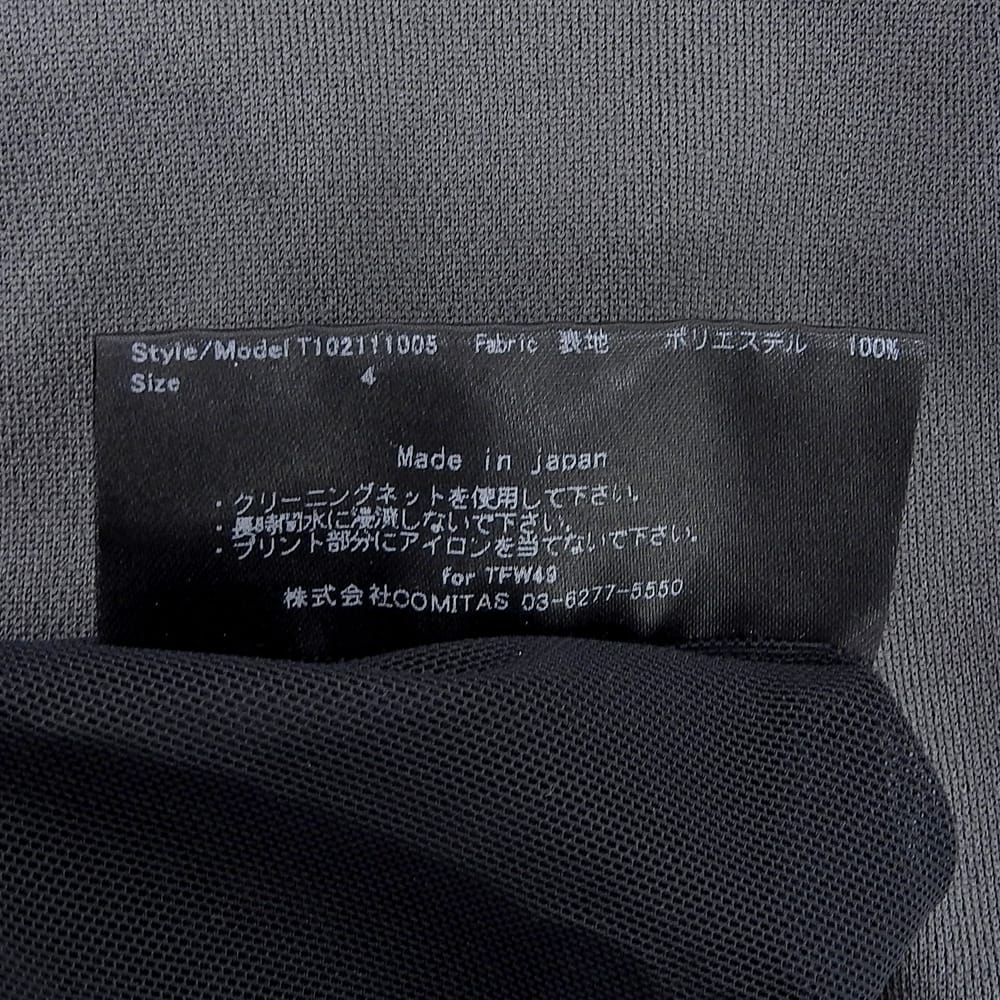 Style/Model T102111005 Fabric 表地 ポリエステル 100%
Size 4
Made in japan
・クリーニングネットを使用して下さい。
・長時間水に浸漬しないで下さい。
・プリント部分にアイロンを当てないで下さい。
for TFW49
株式会社COMITAS 03-6277-5550